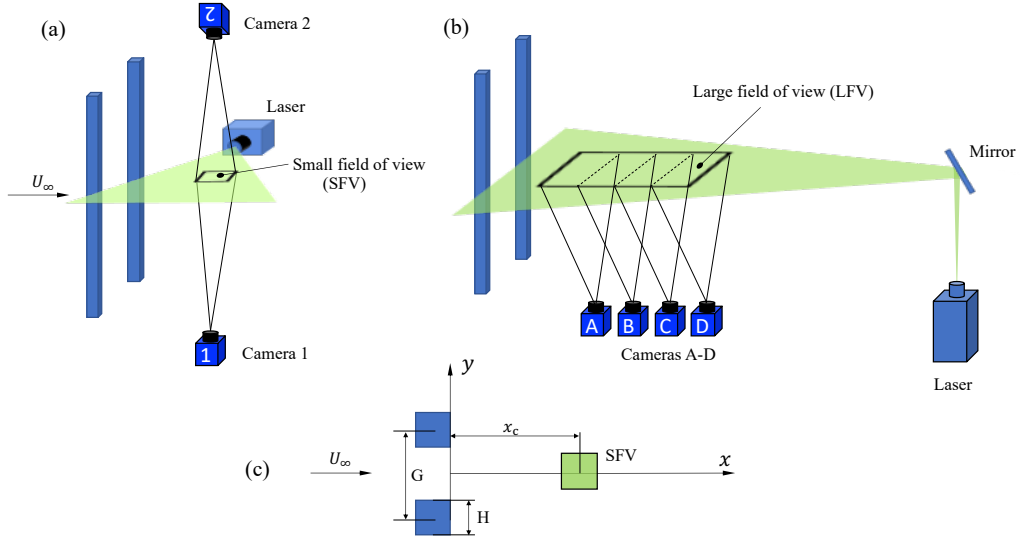 (a)
2
Camera 2
Laser
Small field of view
(SFV)
U∞
1
Camera 1
(b)
Large field of view (LFV)
Mirror
A B C D
Cameras A-D
Laser
(c)
y
x_c
SFV
U∞
G
x
H